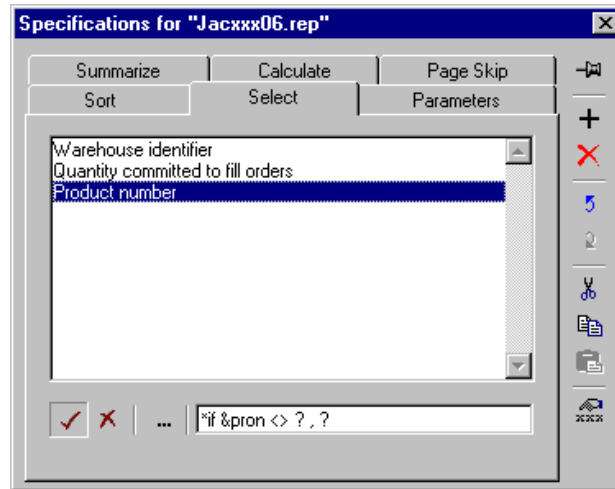 Specifications for "Jacxxx06.rep"
Summarize Calculate Page Skip
Sort Select Parameters
Warehouse identifier
Quantity committed to fill orders
Product number
... *if &pron <> ? , ?
xxx